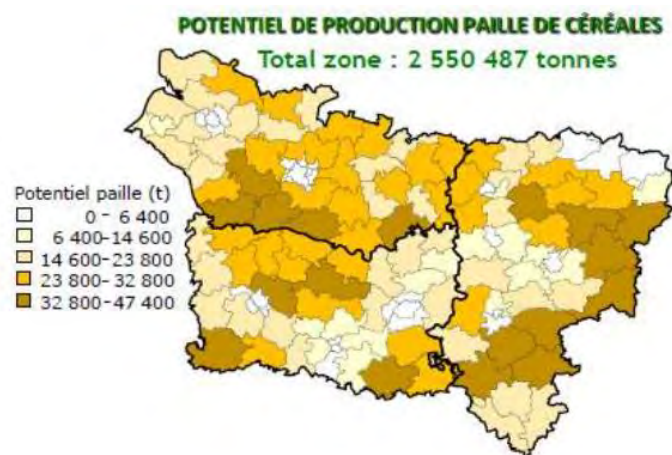 POTENTIEL DE PRODUCTION PAILLE DE CÉRÉALES
Total zone : 2 550 487 tonnes
Potentiel paille (t)
0 - 6 400
6 400-14 600
14 600-23 800
23 800-32 800
32 800-47 400